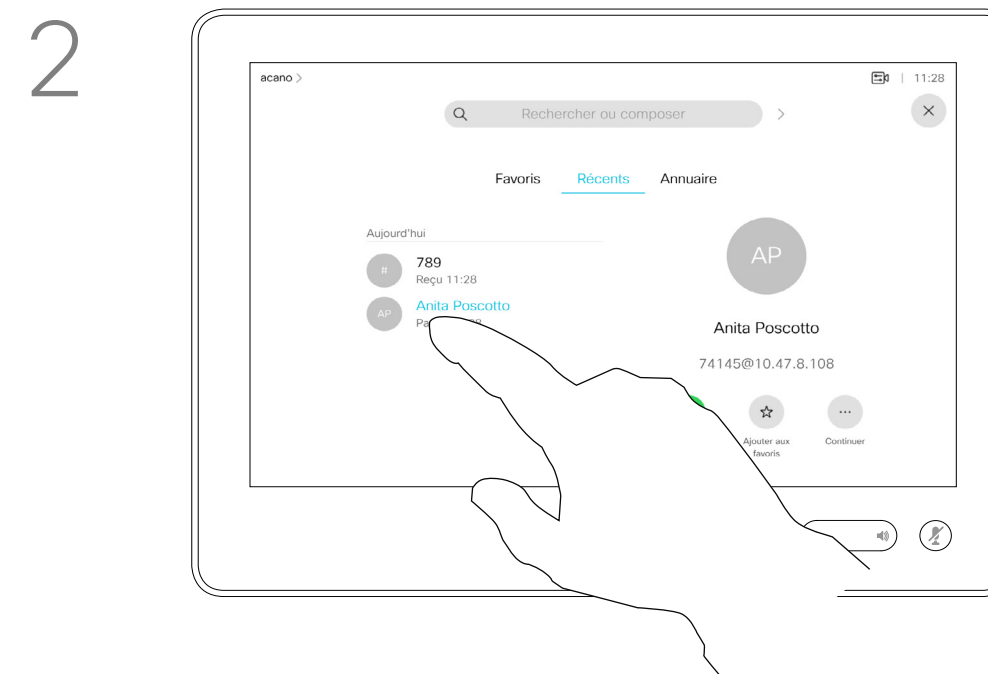 2
acano >
11:28
Rechercher ou composer
Favoris Récents Annuaire
Aujourd'hui
#
789
Reçu 11:28
AP
Anita Poscotto
AP
Anita Poscotto
74145@10.47.8.108
Ajouter aux
favoris
Continuer